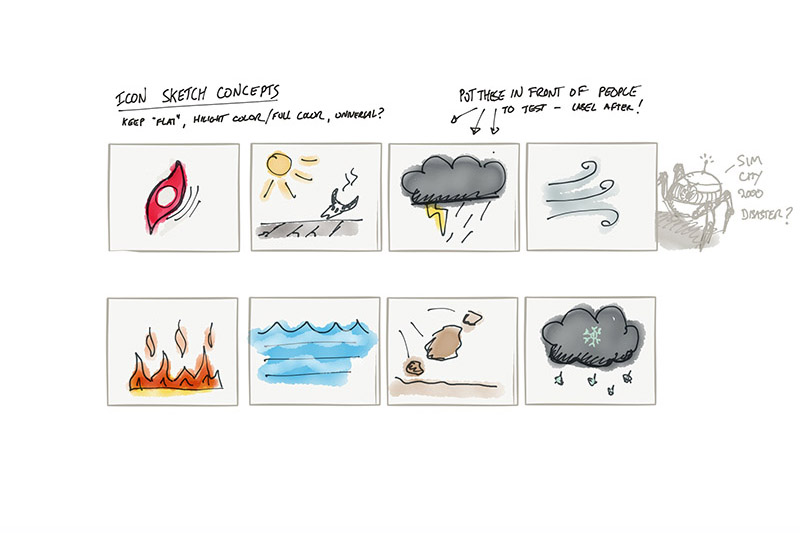 ICON SKETCH CONCEPTS
KEEP "FLAT", HILIGHT COLOR/FULL COLOR, UNIVERSAL?
PUT THESE IN FRONT OF PEOPLE
TO TEST - LABEL AFTER!
SIM
CITY
2000
DISASTER?